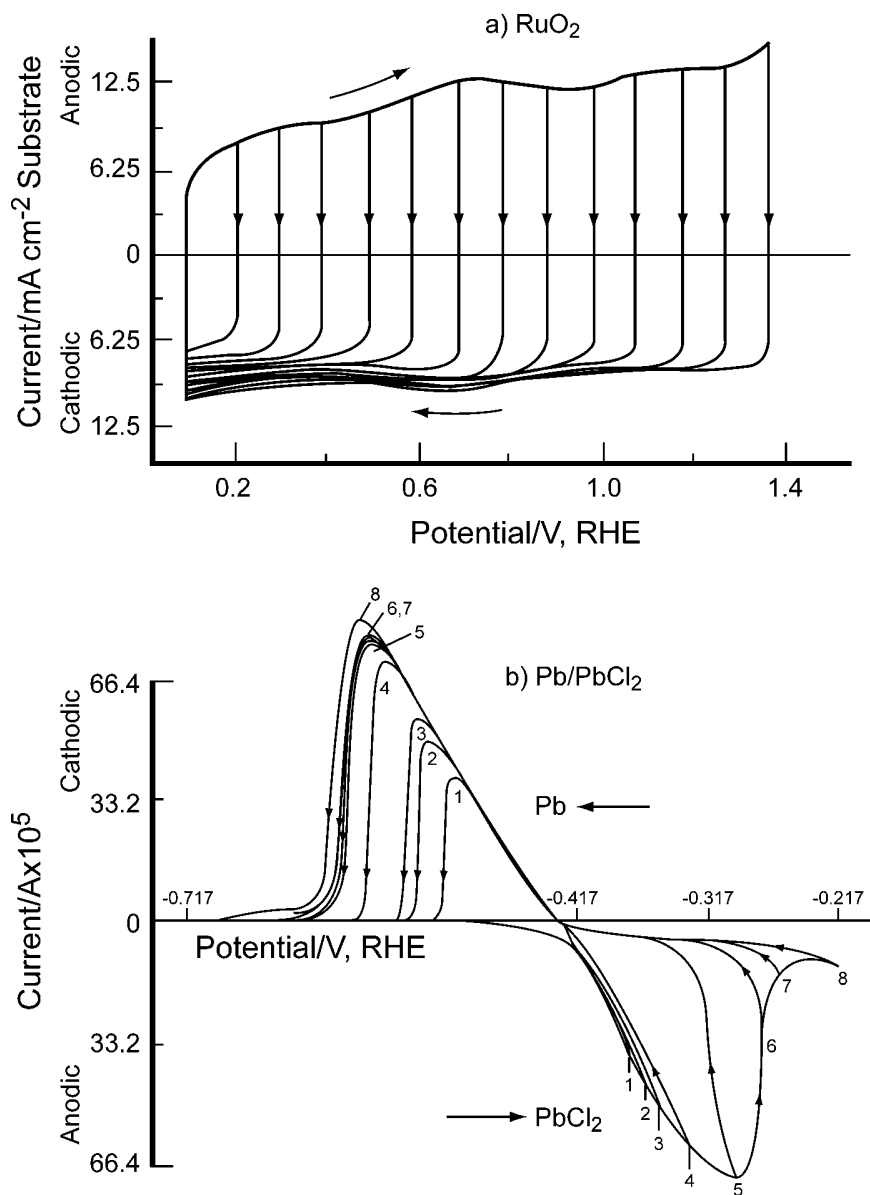 a) RuO₂
Anodic
Current/mA cm⁻² Substrate
Cathodic
12.5
6.25
0
6.25
12.5
0.2 0.6 1.0 1.4
Potential/V, RHE
8
6,7
5
4
3
2
1
b) Pb/PbCl₂
Cathodic
Current/Ax10⁵
Anodic
66.4
33.2
0
33.2
66.4
Pb
-0.717 -0.417 -0.317 -0.217
Potential/V, RHE
8
7
6
1
2
3
4
5
PbCl₂